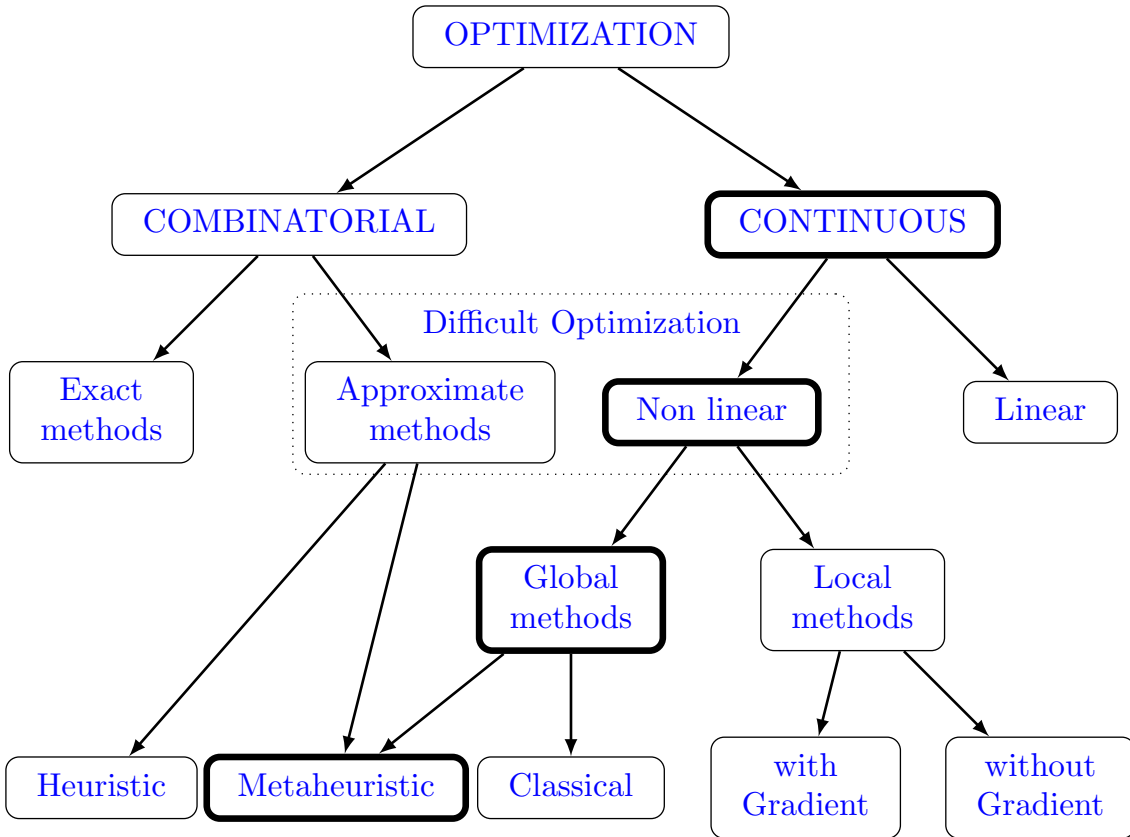 OPTIMIZATION
COMBINATORIAL
CONTINUOUS
Difficult Optimization
Exact
methods
Approximate
methods
Non linear
Linear
Global
methods
Local
methods
Heuristic
Metaheuristic
Classical
with
Gradient
without
Gradient